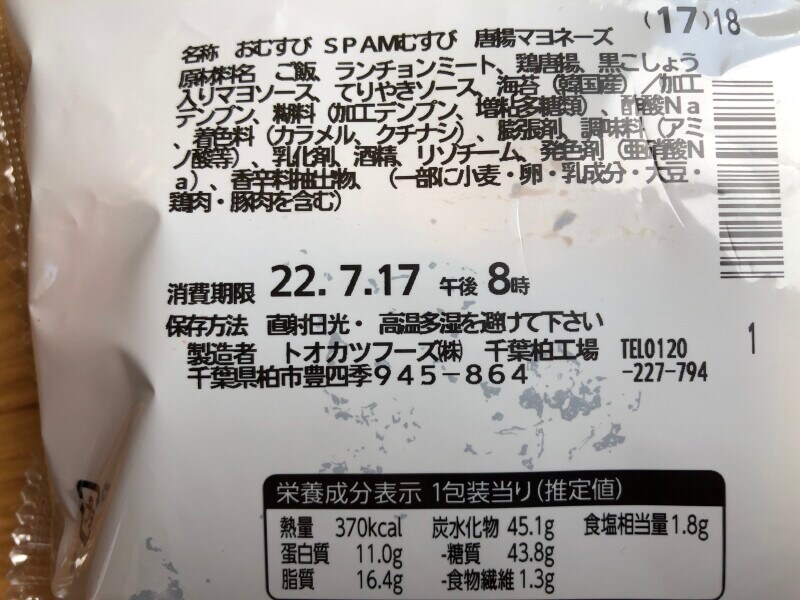 (17)18
名称 おむすび SPAMむすび 唐揚マヨネーズ
原材料名 ご飯、ランチョンミート、鶏唐揚、黒こしょう
入りマヨソース、てりやきソース、海苔（韓国産）／加工
デンプン、糊料（加工デンプン、増粘多糖類）、酢酸Na
、着色料（カラメル、クチナシ）、膨張剤、調味料（アミ
ノ酸等）、乳化剤、酒精、リゾチーム、発色剤（亜硝酸N
a）、香辛料抽出物、（一部に小麦・卵・乳成分・大豆・
鶏肉・豚肉を含む）
消費期限 22.7.17 午後 8時
保存方法 直射日光・高温多湿を避けて下さい
製造者 トオカツフーズ㈱ 千葉柏工場 TEL0120
千葉県柏市豊四季945-864 -227-794
1
栄養成分表示 1包装当り(推定値)
熱量 370kcal 炭水化物 45.1g 食塩相当量 1.8g
蛋白質 11.0g -糖質 43.8g
脂質 16.4g -食物繊維 1.3g